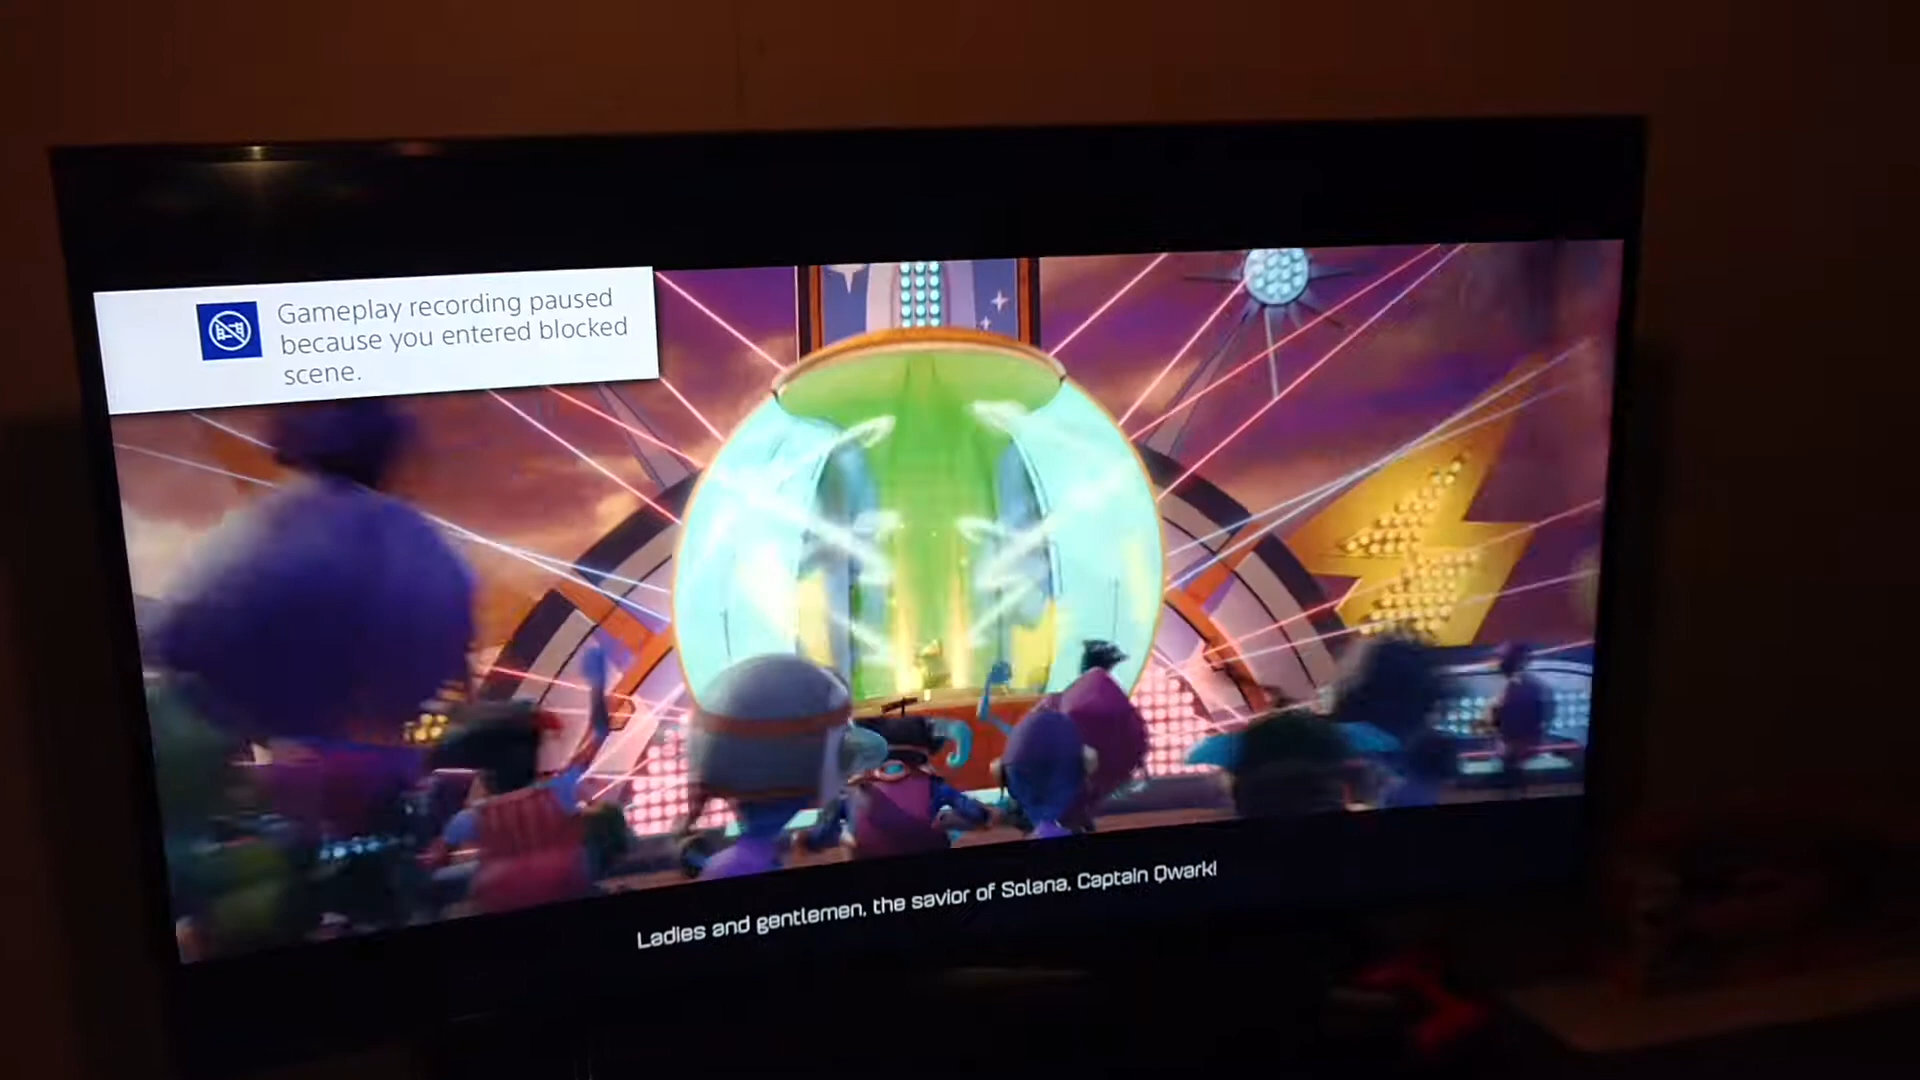 Gameplay recording paused
because you entered blocked
scene.
Ladies and gentlemen, the savior of Solana, Captain Qwark!